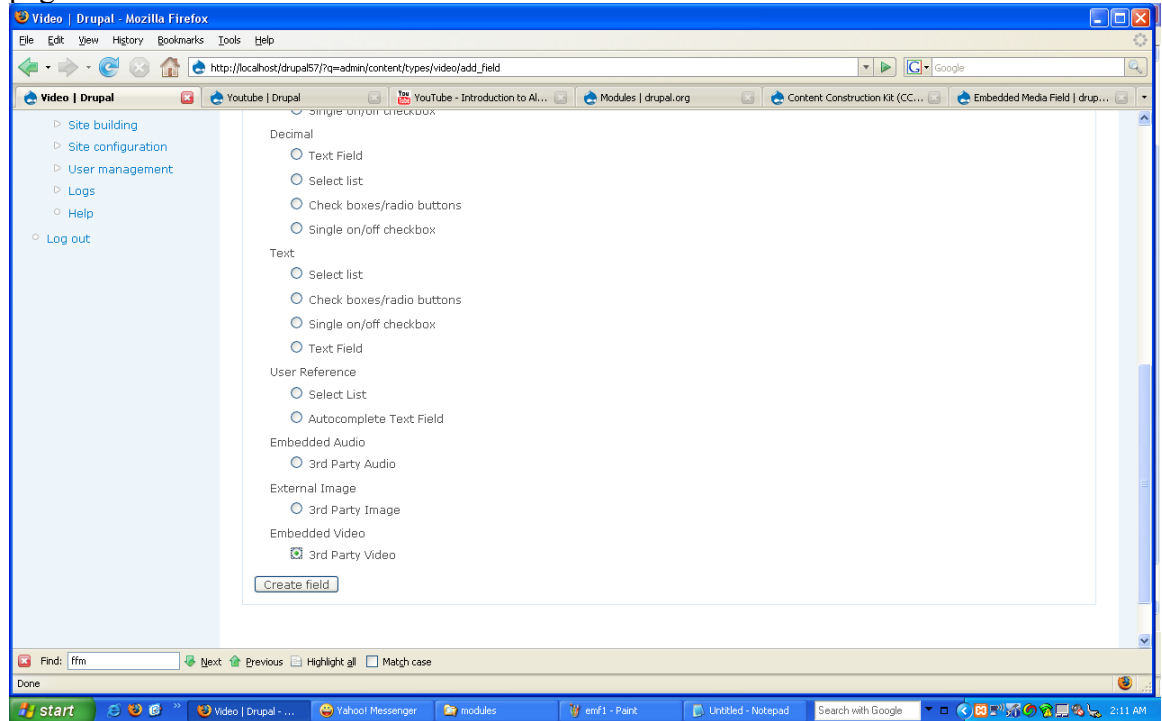 Video | Drupal - Mozilla Firefox
File Edit View History Bookmarks Tools Help
http://localhost/drupal57/?q=admin/content/types/video/add_field
Google
Video | Drupal
Youtube | Drupal
YouTube - Introduction to Al...
Modules | drupal.org
Content Construction Kit (CC...
Embedded Media Field | drup...
Site building
Site configuration
User management
Logs
Help
Log out
Single on/off checkbox
Decimal
Text Field
Select list
Check boxes/radio buttons
Single on/off checkbox
Text
Select list
Check boxes/radio buttons
Single on/off checkbox
Text Field
User Reference
Select List
Autocomplete Text Field
Embedded Audio
3rd Party Audio
External Image
3rd Party Image
Embedded Video
3rd Party Video
Create field
Find: ffm Next Previous Highlight all Match case
Done
start
Video | Drupal - ...
Yahoo! Messenger
modules
emf1 - Paint
Untitled - Notepad
Search with Google
2:11 AM